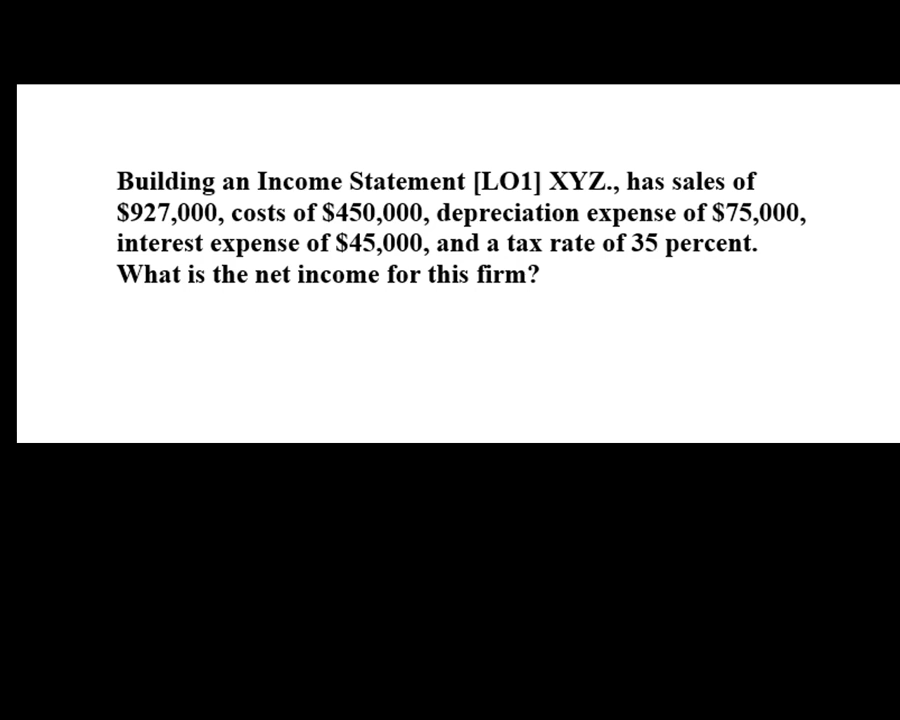 Building an Income Statement [LO1] XYZ., has sales of
$927,000, costs of $450,000, depreciation expense of $75,000,
interest expense of $45,000, and a tax rate of 35 percent.
What is the net income for this firm?